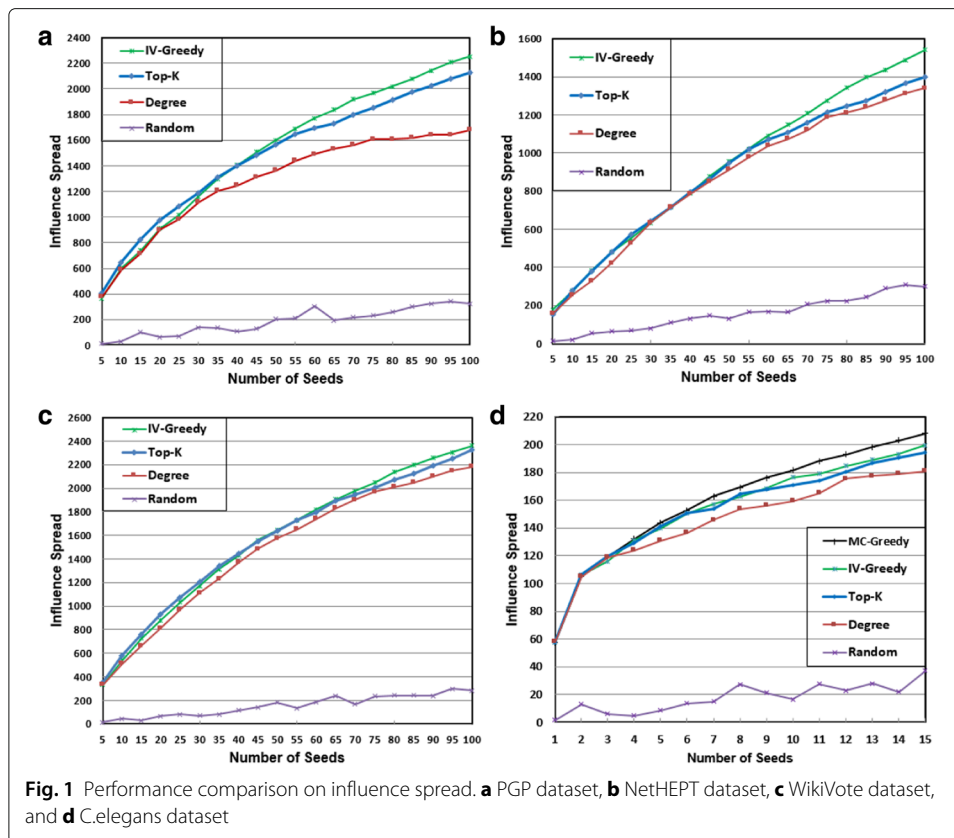 a
2400
2200
2000
1800
1600
1400
1200
1000
800
600
400
200
0
Influence Spread
IV-Greedy
Top-K
Degree
Random
5 10 15 20 25 30 35 40 45 50 55 60 65 70 75 80 85 90 95 100
Number of Seeds
b
1600
1400
1200
1000
800
600
400
200
0
Influence Spread
IV-Greedy
Top-K
Degree
Random
5 10 15 20 25 30 35 40 45 50 55 60 65 70 75 80 85 90 95 100
Number of Seeds
c
2600
2400
2200
2000
1800
1600
1400
1200
1000
800
600
400
200
0
Influence Spread
IV-Greedy
Top-K
Degree
Random
5 10 15 20 25 30 35 40 45 50 55 60 65 70 75 80 85 90 95 100
Number of Seeds
d
220
200
180
160
140
120
100
80
60
40
20
0
Influence Spread
MC-Greedy
IV-Greedy
Top-K
Degree
Random
1 2 3 4 5 6 7 8 9 10 11 12 13 14 15
Number of Seeds
Fig. 1 Performance comparison on influence spread. a PGP dataset, b NetHEPT dataset, c WikiVote dataset,
and d C.elegans dataset